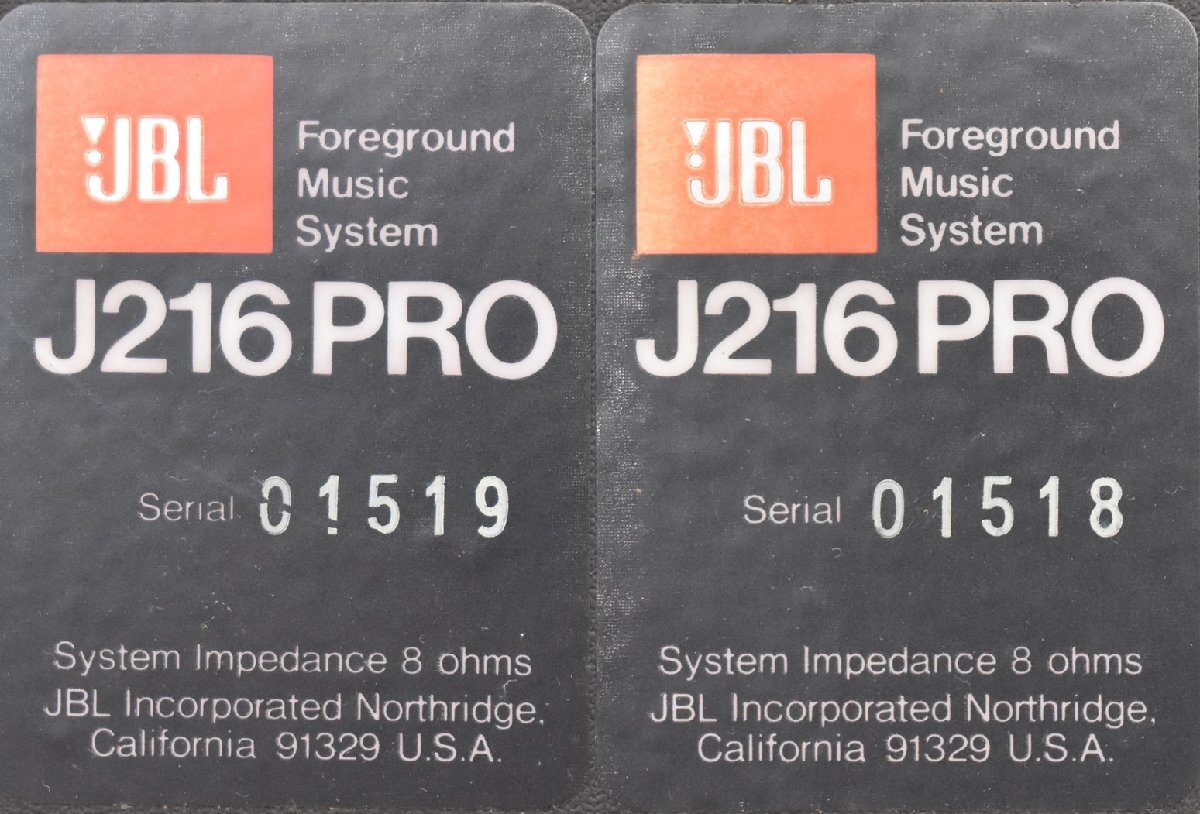 JBL
Foreground
Music
System
J216 PRO
Serial 01519
System Impedance 8 ohms
JBL Incorporated Northridge,
California 91329 U.S.A.
JBL
Foreground
Music
System
J216 PRO
Serial 01518
System Impedance 8 ohms
JBL Incorporated Northridge,
California 91329 U.S.A.